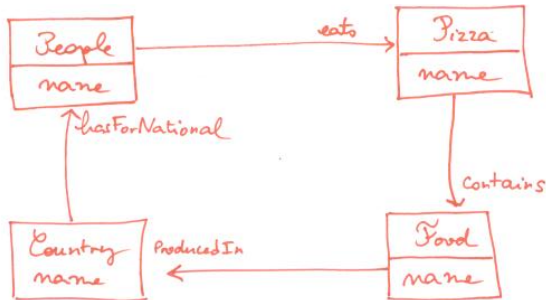 People
name
eats
Pizza
name
hasForNational
contains
Country
name
ProducedIn
Food
name